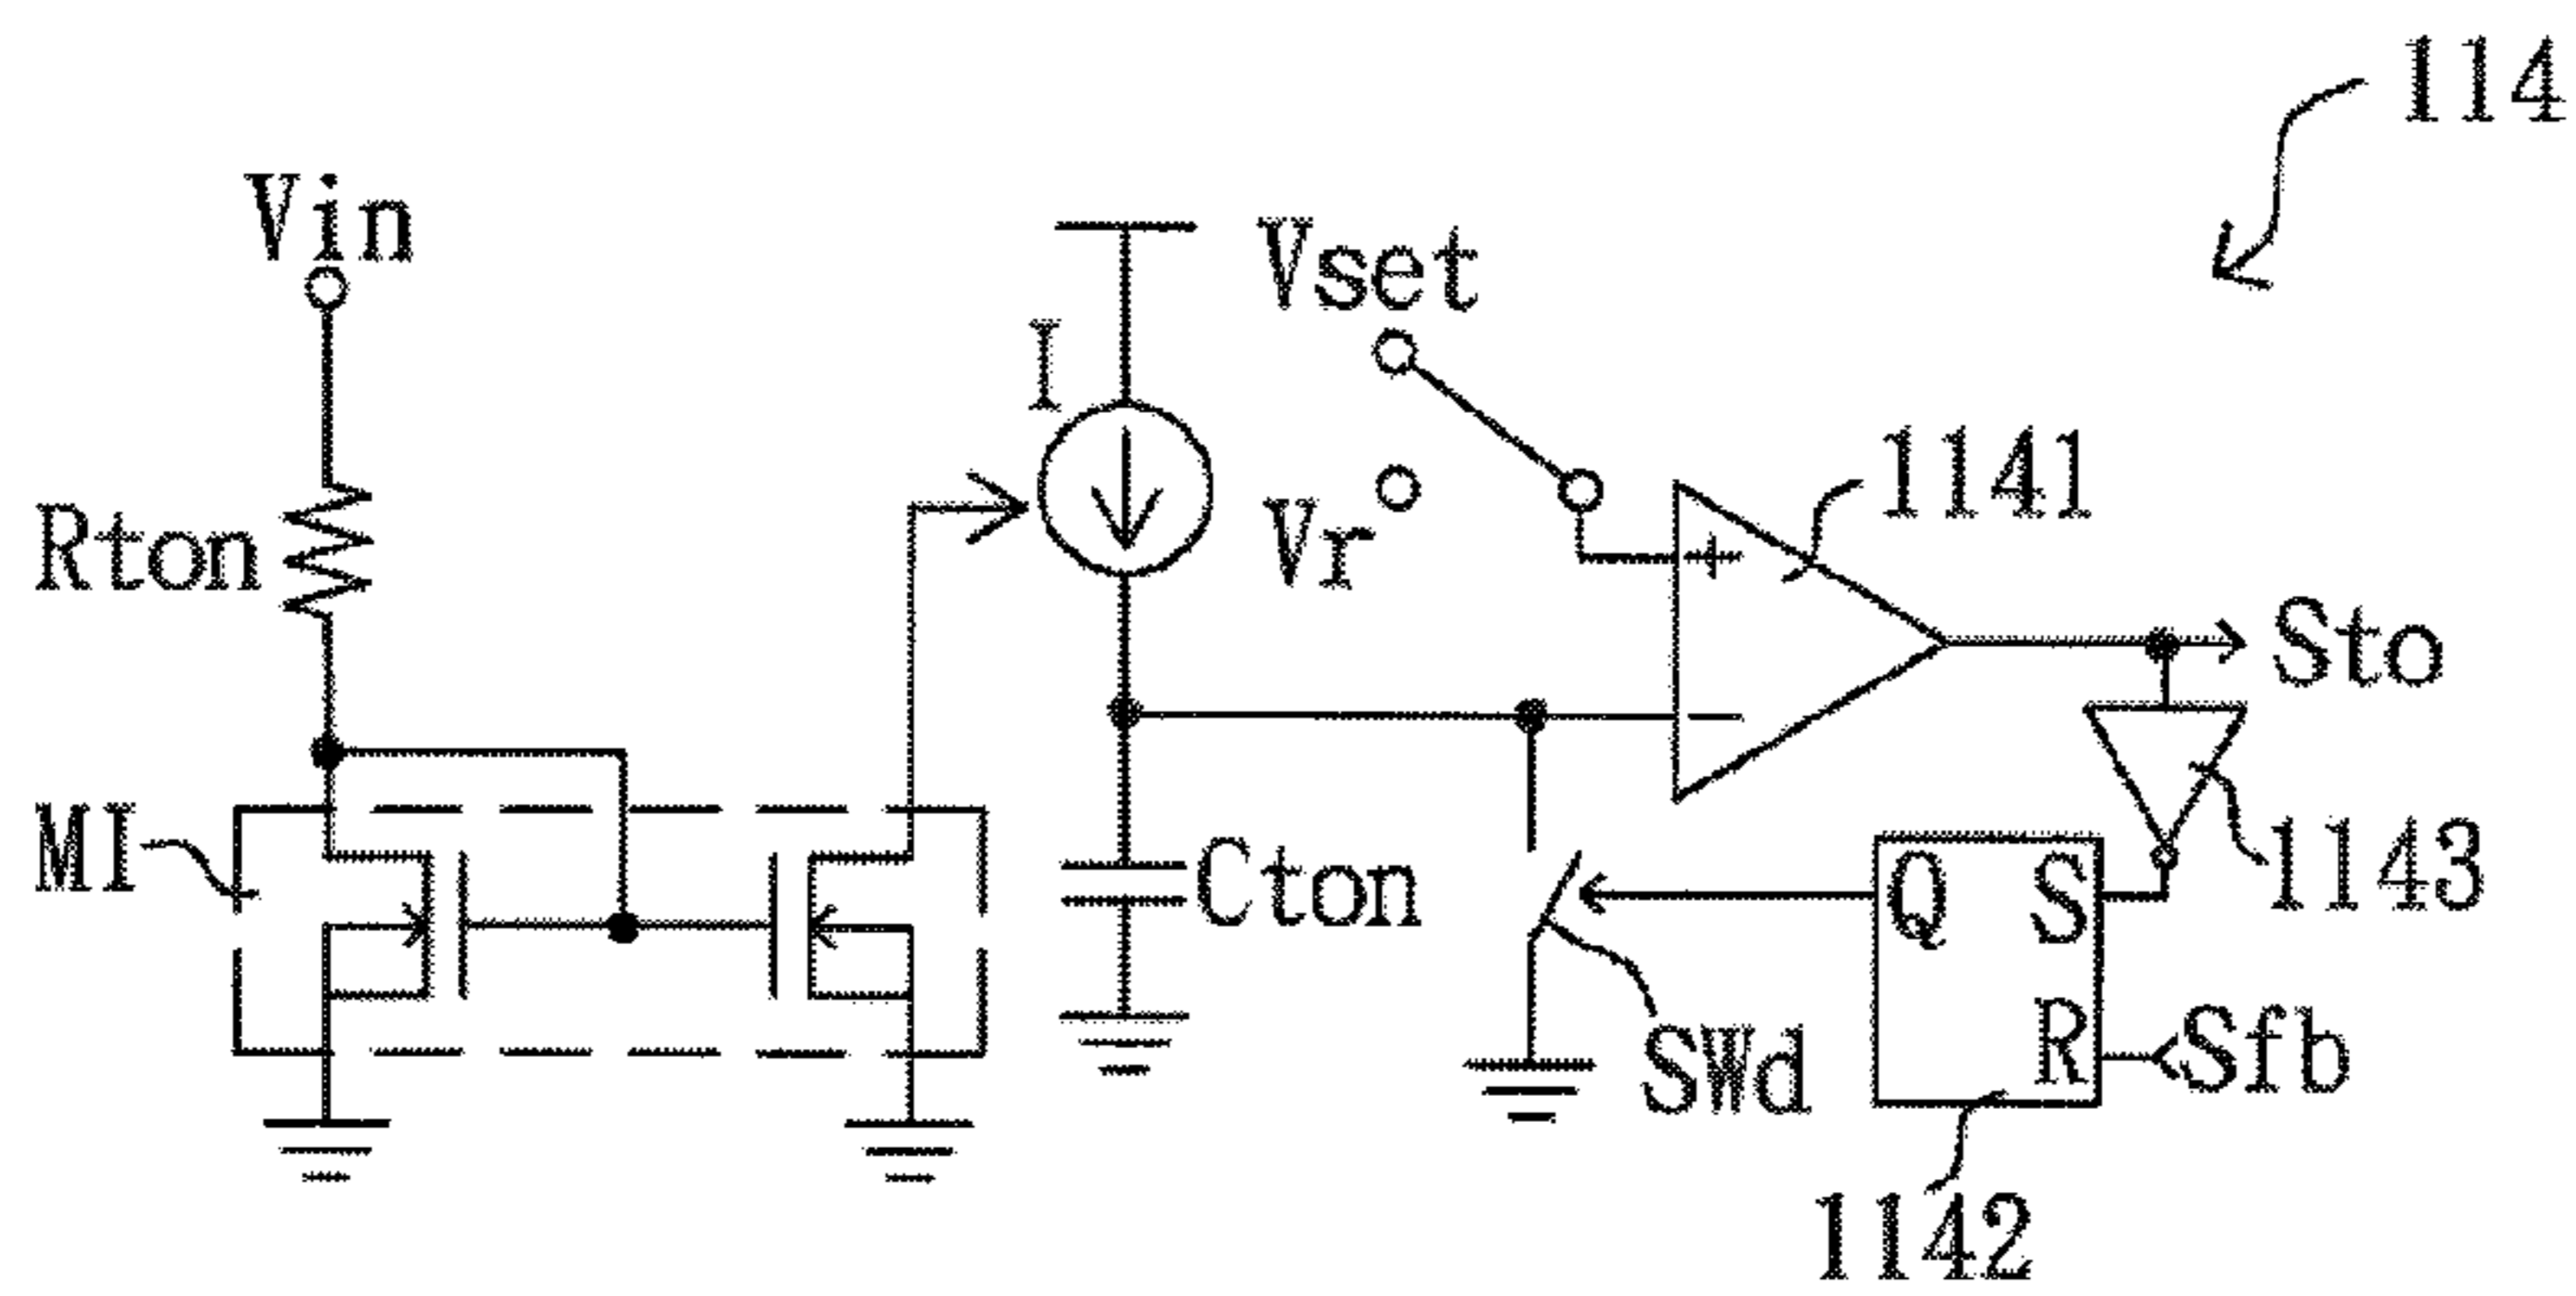 114
Vin
Vset
I
Vr
1141
Rton
+
Sto
−
MI
Cton
Q
S
1143
R
Sfb
SWd
1142